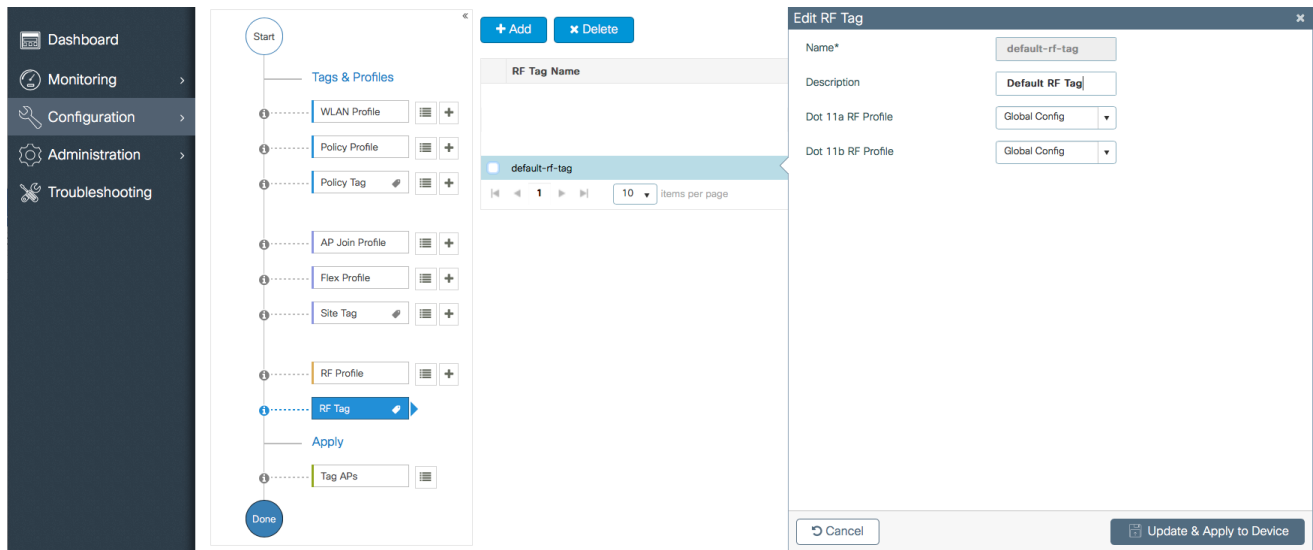 Dashboard
Monitoring
Configuration
Administration
Troubleshooting
Start
Tags & Profiles
WLAN Profile
Policy Profile
Policy Tag
AP Join Profile
Flex Profile
Site Tag
RF Profile
RF Tag
Apply
Tag APs
Done
+ Add
× Delete
RF Tag Name
default-rf-tag
1
10
items per page
Edit RF Tag
Name*
default-rf-tag
Description
Default RF Tag
Dot 11a RF Profile
Global Config
Dot 11b RF Profile
Global Config
Cancel
Update & Apply to Device